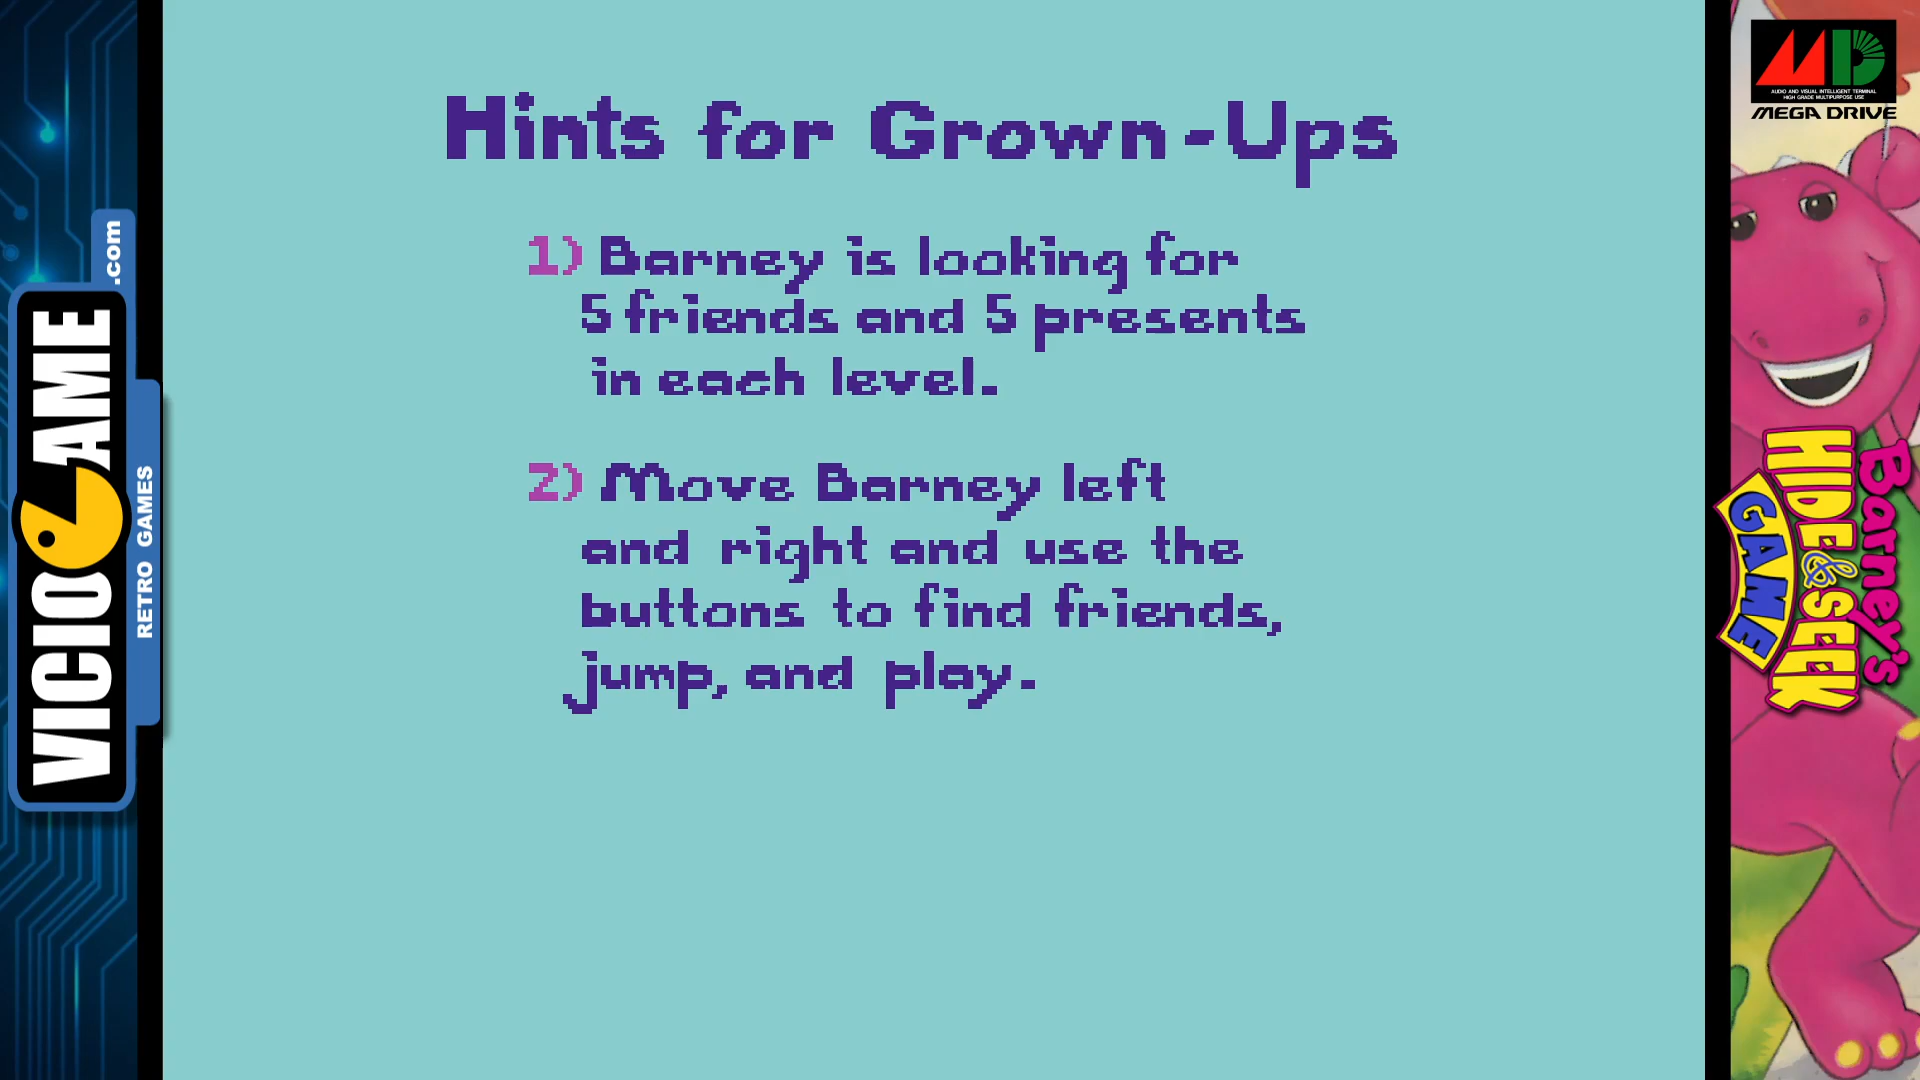 Hints for Grown-Ups
1) Barney is looking for
5 friends and 5 presents
in each level.
2) Move Barney left
and right and use the
buttons to find friends,
jump, and play.
VICIOGAME
.com
RETRO GAMES
MD
AUDIO AND VISUAL INTELLIGENT TERMINAL
HIGH GRADE MULTIPURPOSE USE
MEGA DRIVE
Barney's
HIDE & SEEK
GAME